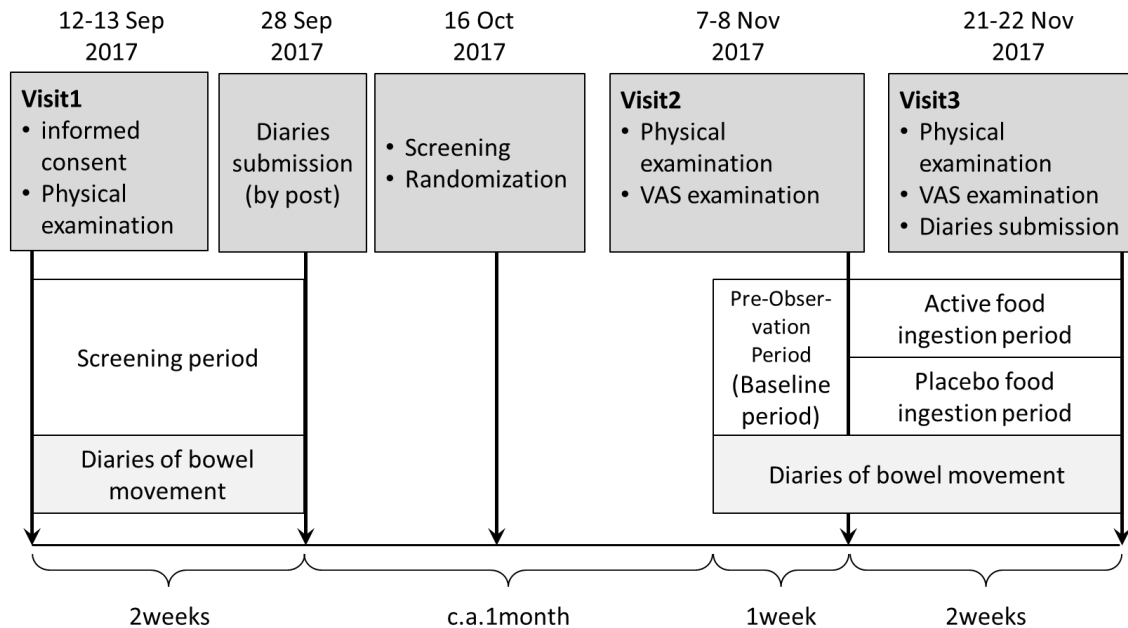 12-13 Sep
2017
28 Sep
2017
16 Oct
2017
7-8 Nov
2017
21-22 Nov
2017
Visit1
• informed
consent
• Physical
examination
Diaries
submission
(by post)
• Screening
• Randomization
Visit2
• Physical
examination
• VAS examination
Visit3
• Physical
examination
• VAS examination
• Diaries submission
Screening period
Diaries of bowel
movement
Pre-Obser-
vation
Period
(Baseline
period)
Active food
ingestion period
Placebo food
ingestion period
Diaries of bowel movement
2weeks
c.a.1month
1week
2weeks